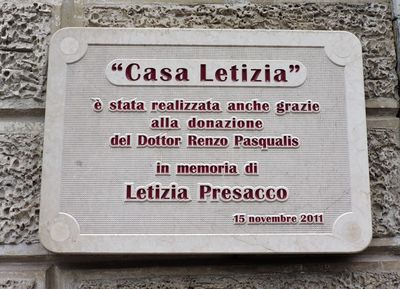 “Casa Letizia”
è stata realizzata anche grazie
alla donazione
del Dottor Renzo Pasqualis
in memoria di
Letizia Presacco
15 novembre 2011